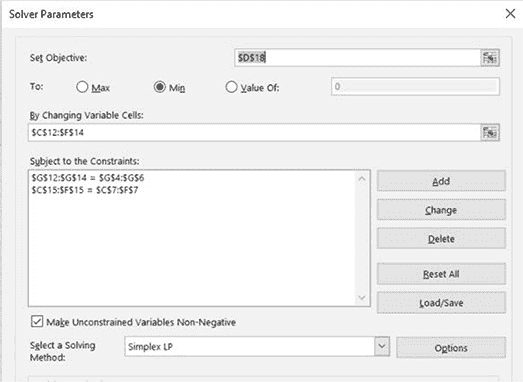 Solver Parameters
Set Objective: $D$18
To: Max Min Value Of: 0
By Changing Variable Cells:
$C$12:$F$14
Subject to the Constraints:
$G$12:$G$14 = $G$4:$G$6
$C$15:$F$15 = $C$7:$F$7
Add
Change
Delete
Reset All
Load/Save
Make Unconstrained Variables Non-Negative
Select a Solving Method: Simplex LP Options